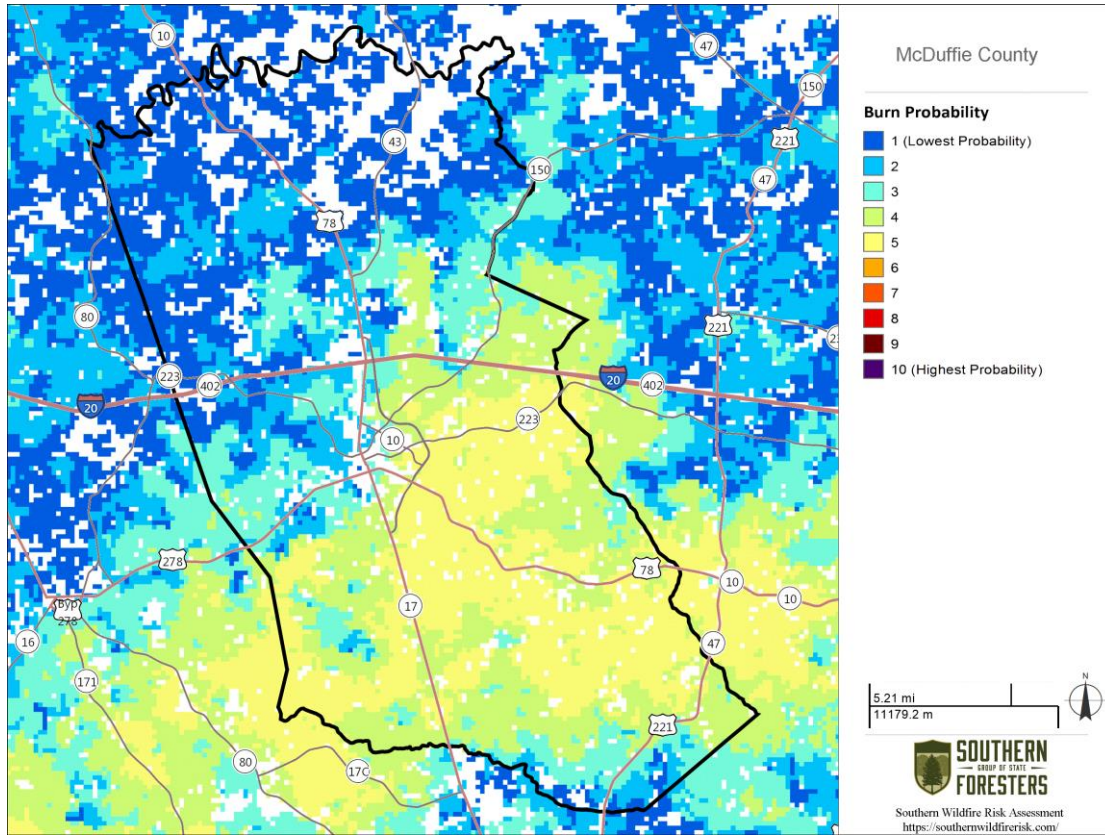 McDuffie County
Burn Probability
1 (Lowest Probability)
2
3
4
5
6
7
8
9
10 (Highest Probability)
5.21 mi
11179.2 m
N
SOUTHERN
GROUP OF STATE
FORESTERS
Southern Wildfire Risk Assessment
https://southernwildfirerisk.com/
10
47
150
221
43
47
150
78
80
221
223
402
20
20
402
223
10
278
78
10
10
Byp
278
17
16
47
171
221
80
17C